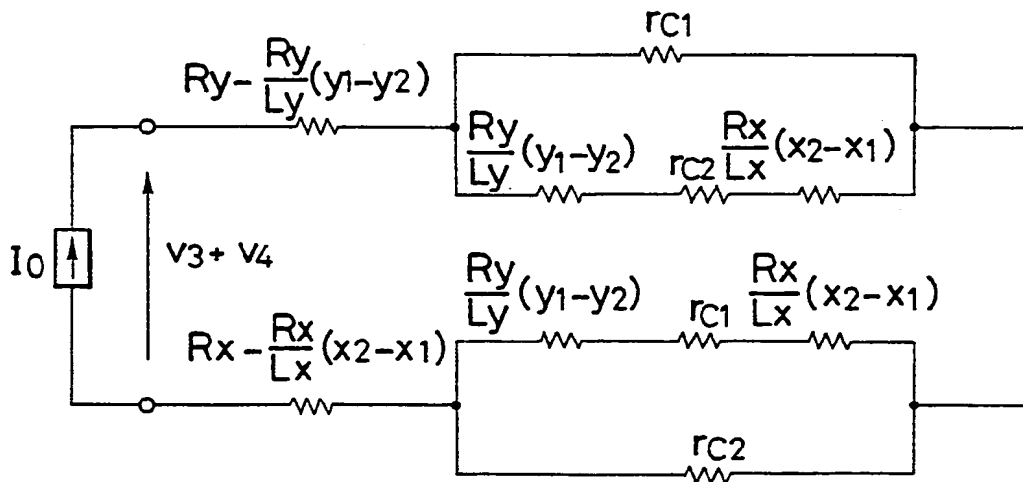 rC1
Ry - Ry/Ly (y1-y2)
Ry/Ly (y1-y2) rC2 Rx/Lx (x2-x1)
I0
v3 + v4
Ry/Ly (y1-y2) rC1 Rx/Lx (x2-x1)
Rx - Rx/Lx (x2-x1)
rC2